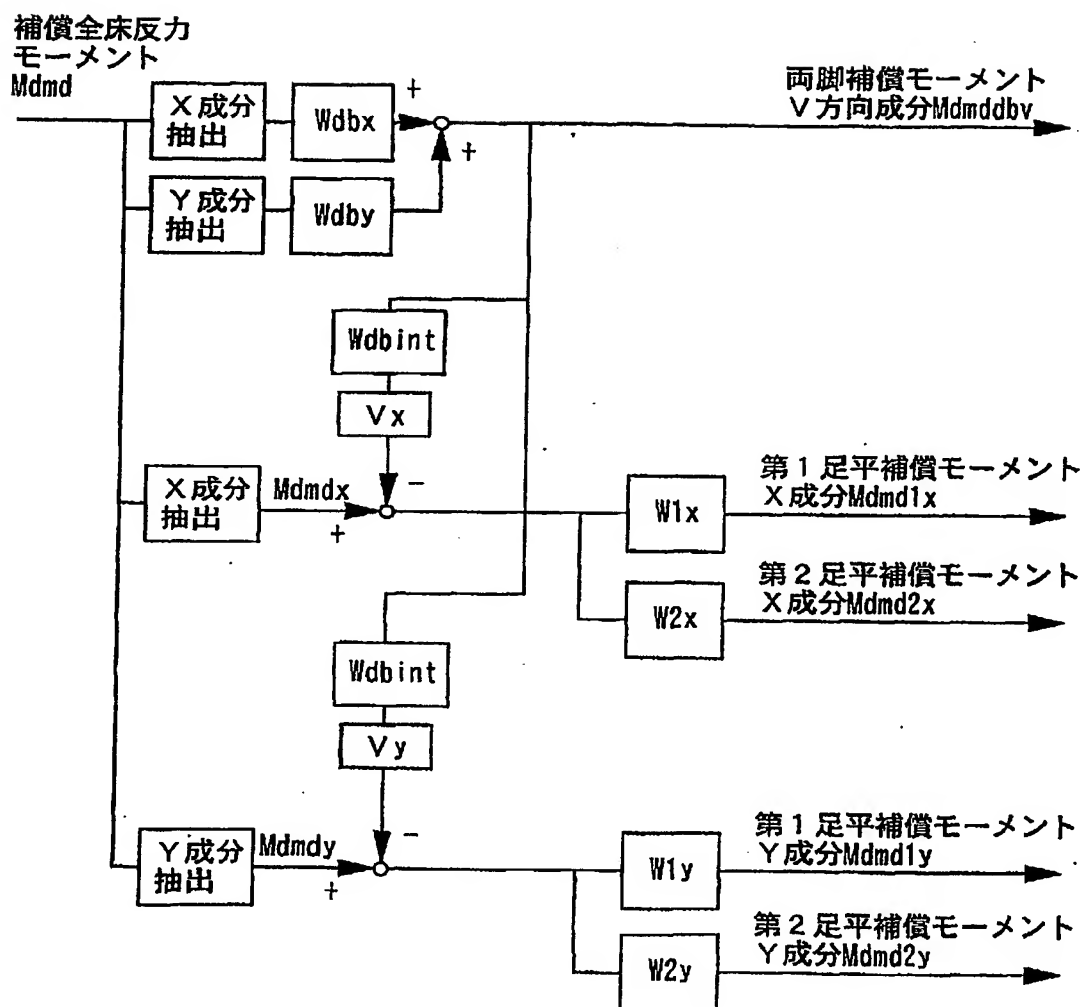 補償全床反力
モーメント
Mdmd
X成分
抽出
Wdbx
+
両脚補償モーメント
V方向成分Mdmddbv
+
Y成分
抽出
Wdby
Wdbint
Vx
X成分
抽出
Mdmdx
+
-
W1x
第1足平補償モーメント
X成分Mdmd1x
W2x
第2足平補償モーメント
X成分Mdmd2x
Wdbint
Vy
Y成分
抽出
Mdmdy
+
-
W1y
第1足平補償モーメント
Y成分Mdmd1y
W2y
第2足平補償モーメント
Y成分Mdmd2y